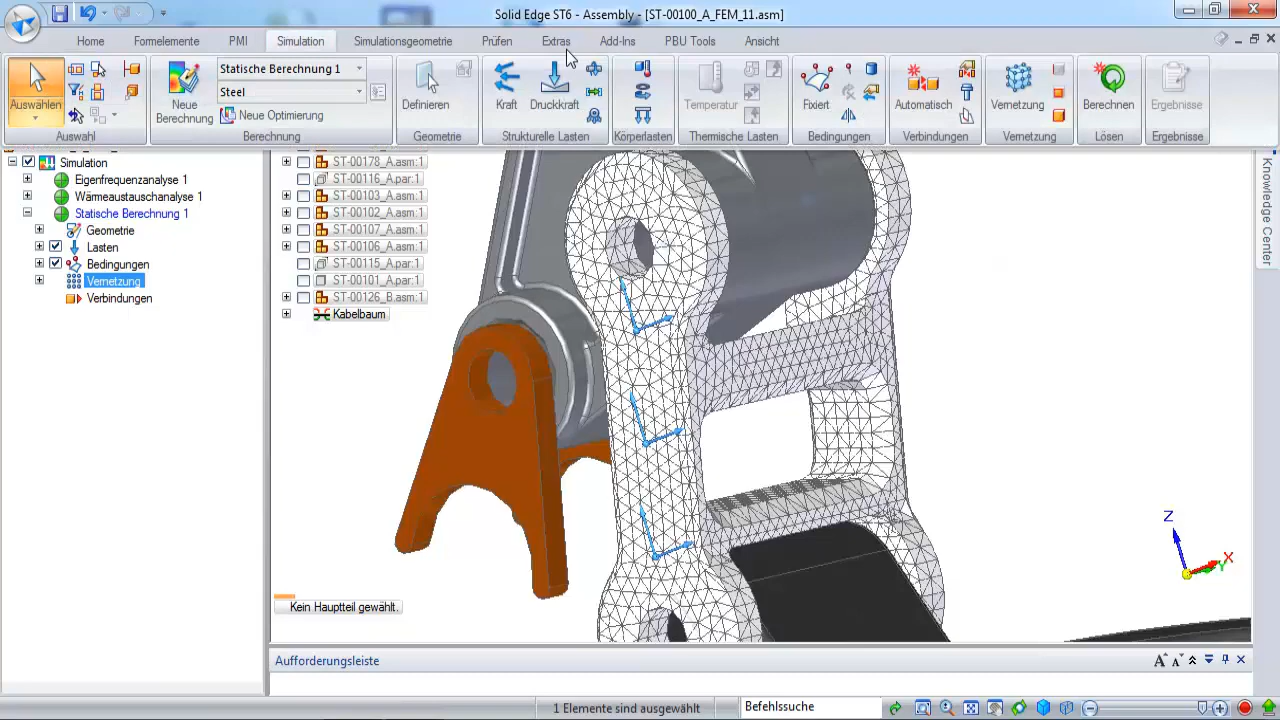 Solid Edge ST6 - Assembly - [ST-00100_A_FEM_11.asm]
Home Formelemente PMI Simulation Simulationsgeometrie Prüfen Extras Add-Ins PBU Tools Ansicht
Auswählen
Auswahl
Neue Berechnung
Statische Berechnung 1
Steel
Neue Optimierung
Berechnung
Definieren
Geometrie
Kraft
Druckkraft
Strukturelle Lasten
Körperlasten
Temperatur
Thermische Lasten
Fixiert
Bedingungen
Automatisch
Verbindungen
Vernetzung
Vernetzung
Berechnen
Lösen
Ergebnisse
Ergebnisse
Simulation
Eigenfrequenzanalyse 1
Wärmeaustauschanalyse 1
Statische Berechnung 1
Geometrie
Lasten
Bedingungen
Vernetzung
Verbindungen
ST-00178_A.asm:1
ST-00116_A.par:1
ST-00103_A.asm:1
ST-00102_A.asm:1
ST-00107_A.asm:1
ST-00106_A.asm:1
ST-00115_A.par:1
ST-00101_A.par:1
ST-00126_B.asm:1
Kabelbaum
Kein Hauptteil gewählt.
Z
X
Y
Knowledge Center
Aufforderungsleiste
1 Elemente sind ausgewählt
Befehlssuche